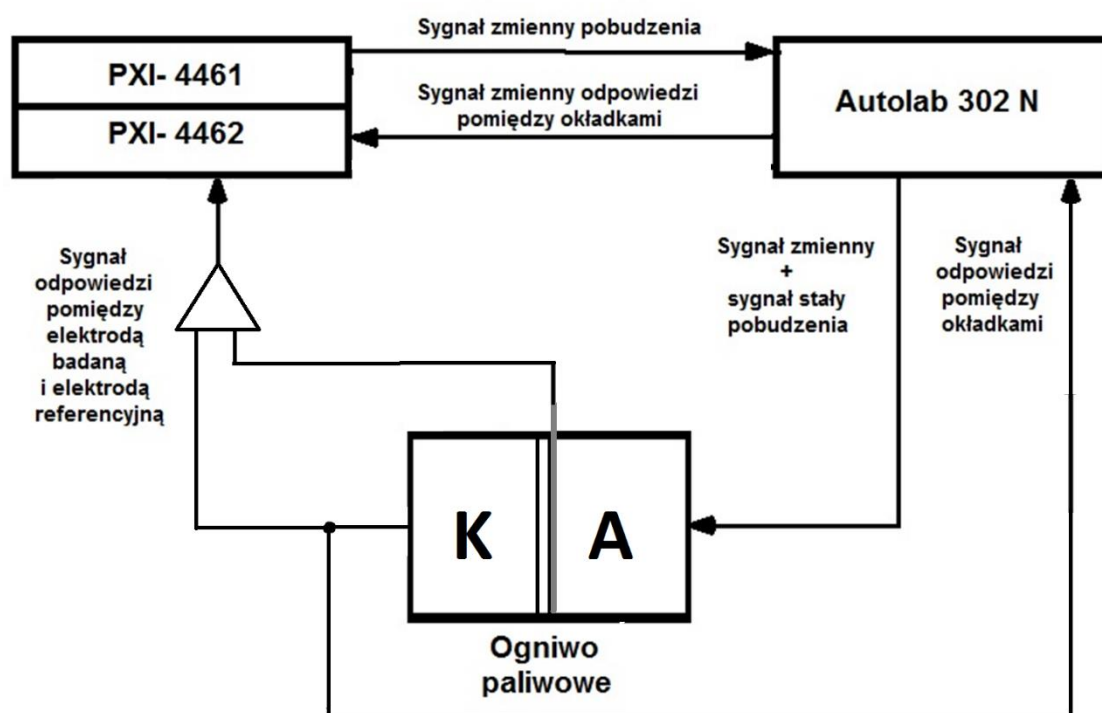 Sygnał zmienny pobudzenia
PXI- 4461
PXI- 4462
Sygnał zmienny odpowiedzi
pomiędzy okładkami
Autolab 302 N
Sygnał
odpowiedzi
pomiędzy
elektrodą
badaną
i elektrodą
referencyjną
Sygnał zmienny
+
sygnał stały
pobudzenia
Sygnał
odpowiedzi
pomiędzy
okładkami
K
A
Ogniwo
paliwowe